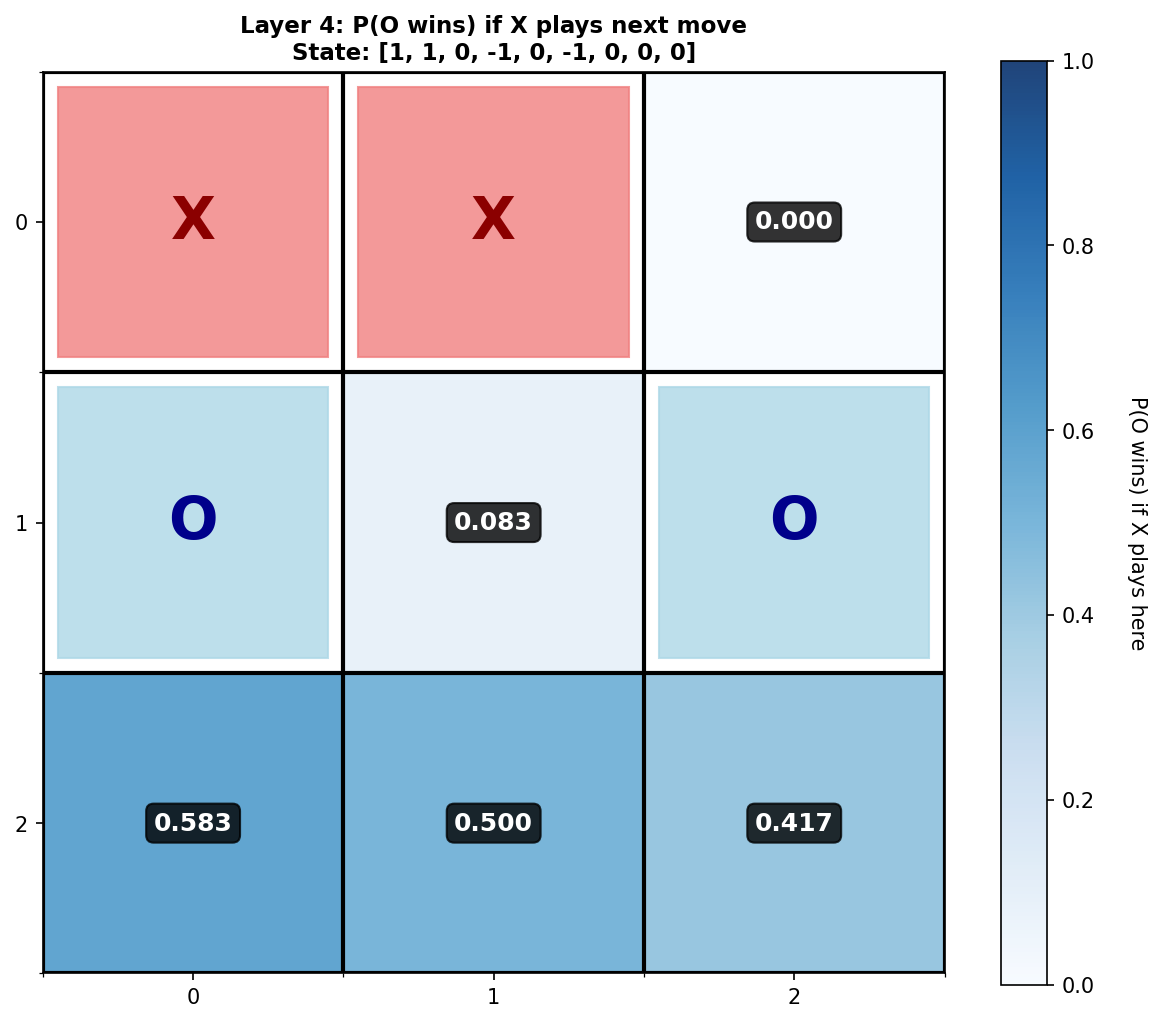 Layer 4: P(O wins) if X plays next move
State: [1, 1, 0, -1, 0, -1, 0, 0, 0]
X
X
0.000
O
0.083
O
0.583
0.500
0.417
0
1
2
0
1
2
1.0
0.8
0.6
0.4
0.2
0.0
P(O wins) if X plays here